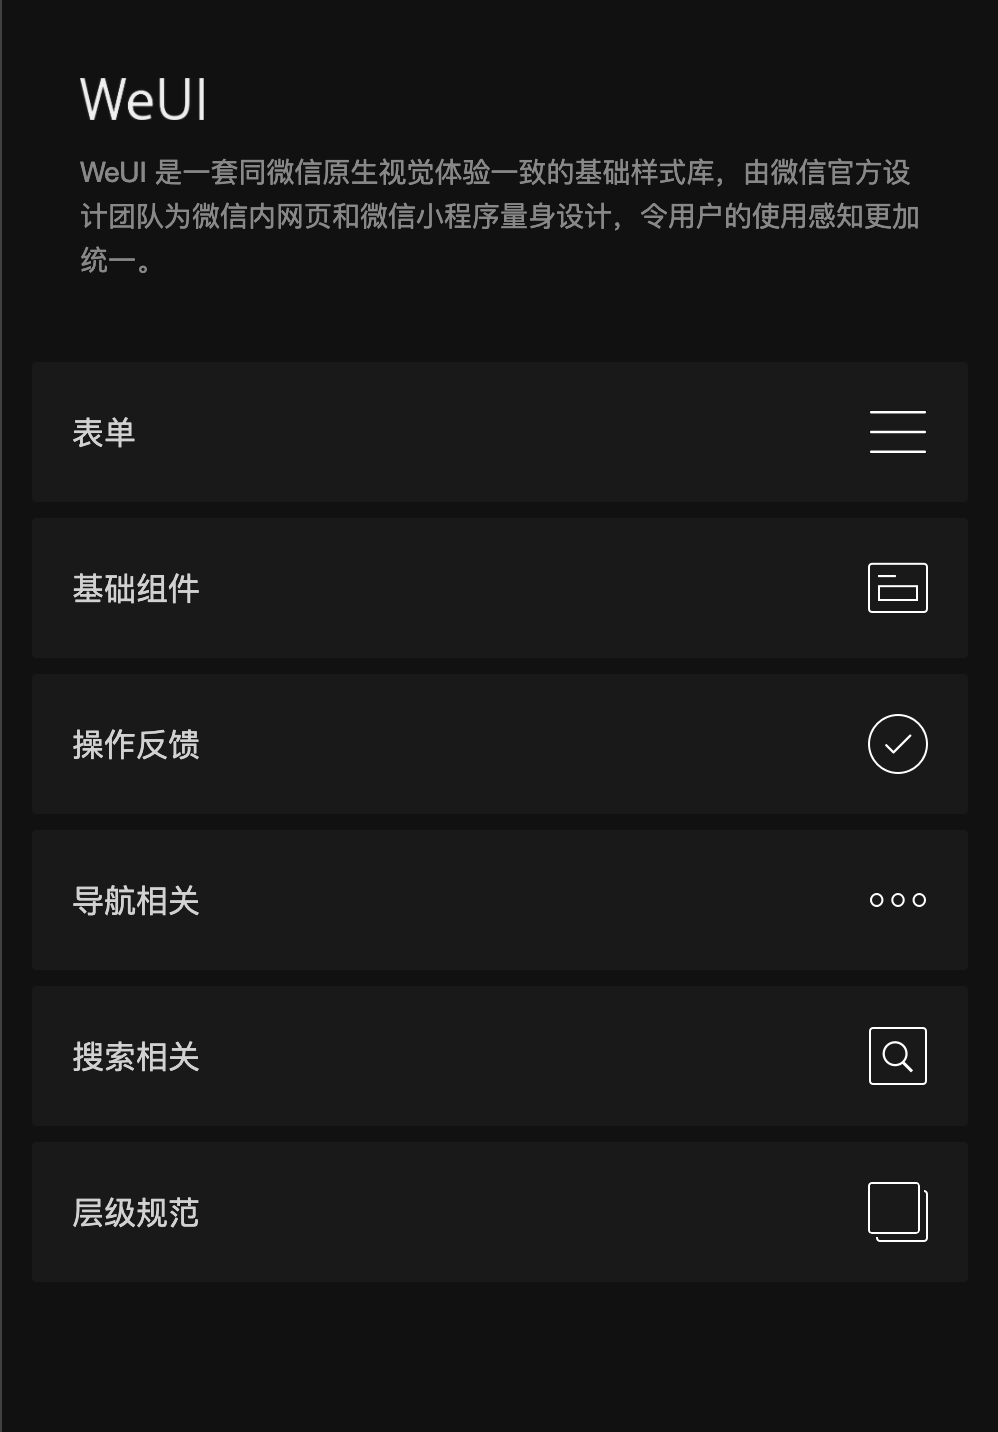 WeUI
WeUI 是一套同微信原生视觉体验一致的基础样式库，由微信官方设
计团队为微信内网页和微信小程序量身设计，令用户的使用感知更加
统一。
表单
基础组件
操作反馈
导航相关
搜索相关
层级规范